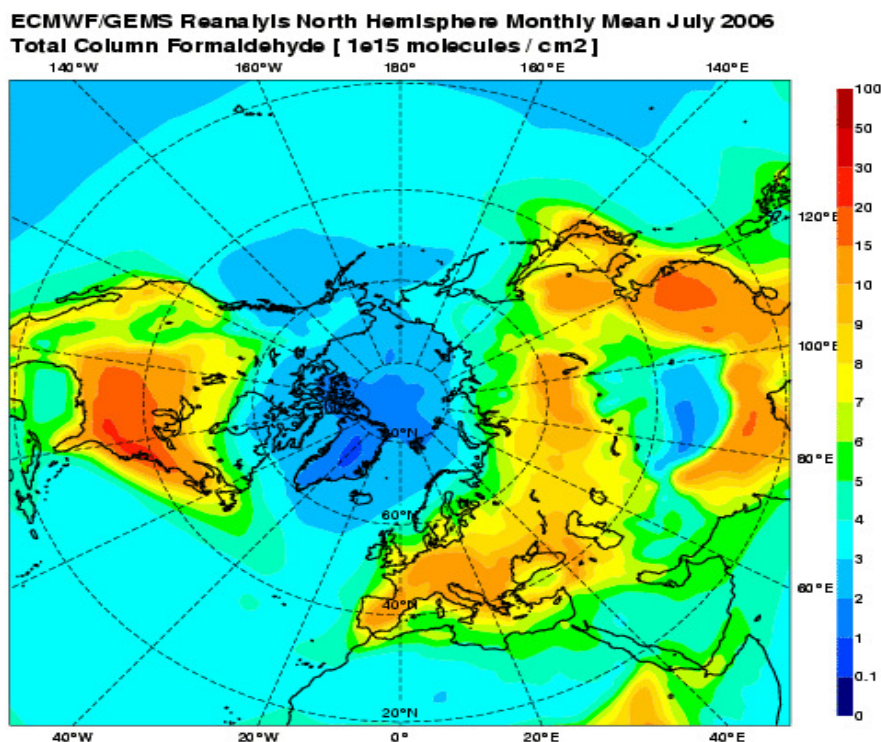 ECMWF/GEMS Reanalyis North Hemisphere Monthly Mean July 2006
Total Column Formaldehyde [ 1e15 molecules / cm2 ]
140°W 160°W 180° 160°E 140°E
100
50
30
20
120°E
15
10
9
100°E
8
7
80°N
6
80°E
5
4
60°N
3
60°E
40°N
2
1
0.1
20°N
0
40°W 20°W 0° 20°E 40°E